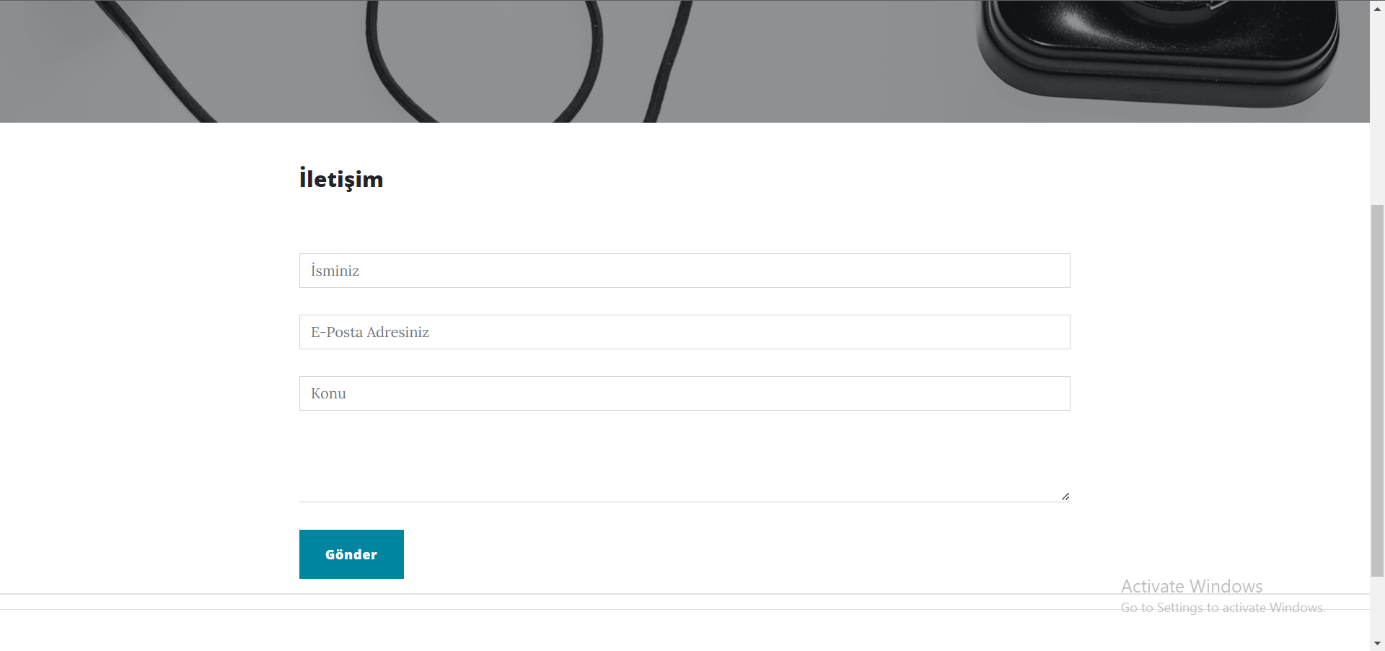 İletişim
İsminiz
E-Posta Adresiniz
Konu
Gönder
Activate Windows
Go to Settings to activate Windows.